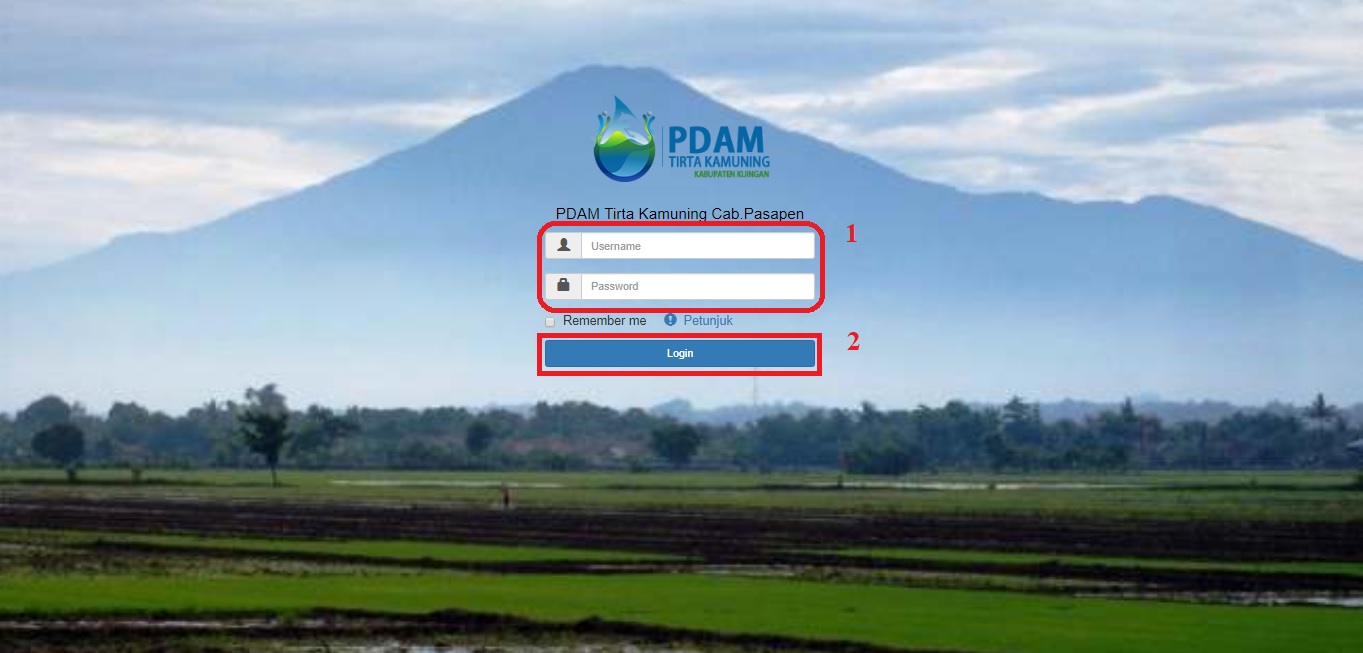 PDAM
TIRTA KAMUNING
KABUPATEN KUNINGAN
PDAM Tirta Kamuning Cab.Pasapen
1
Username
Password
Remember me Petunjuk
2
Login